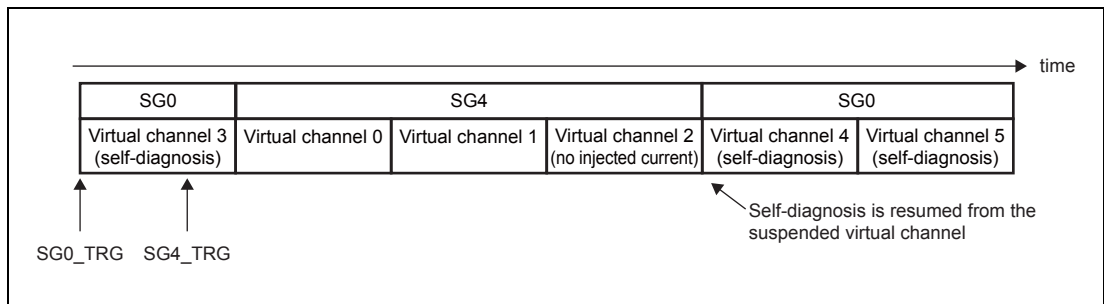 time
SG0
SG4
SG0
Virtual channel 3
(self-diagnosis)
Virtual channel 0
Virtual channel 1
Virtual channel 2
(no injected current)
Virtual channel 4
(self-diagnosis)
Virtual channel 5
(self-diagnosis)
Self-diagnosis is resumed from the
suspended virtual channel
SG0_TRG
SG4_TRG